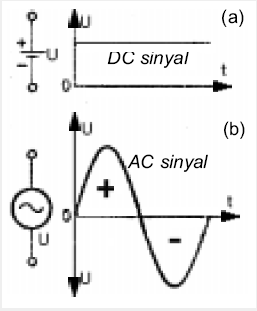 U (a)
+
U
DC sinyal
t
0
U (b)
AC sinyal
+
t
0
U
-
U